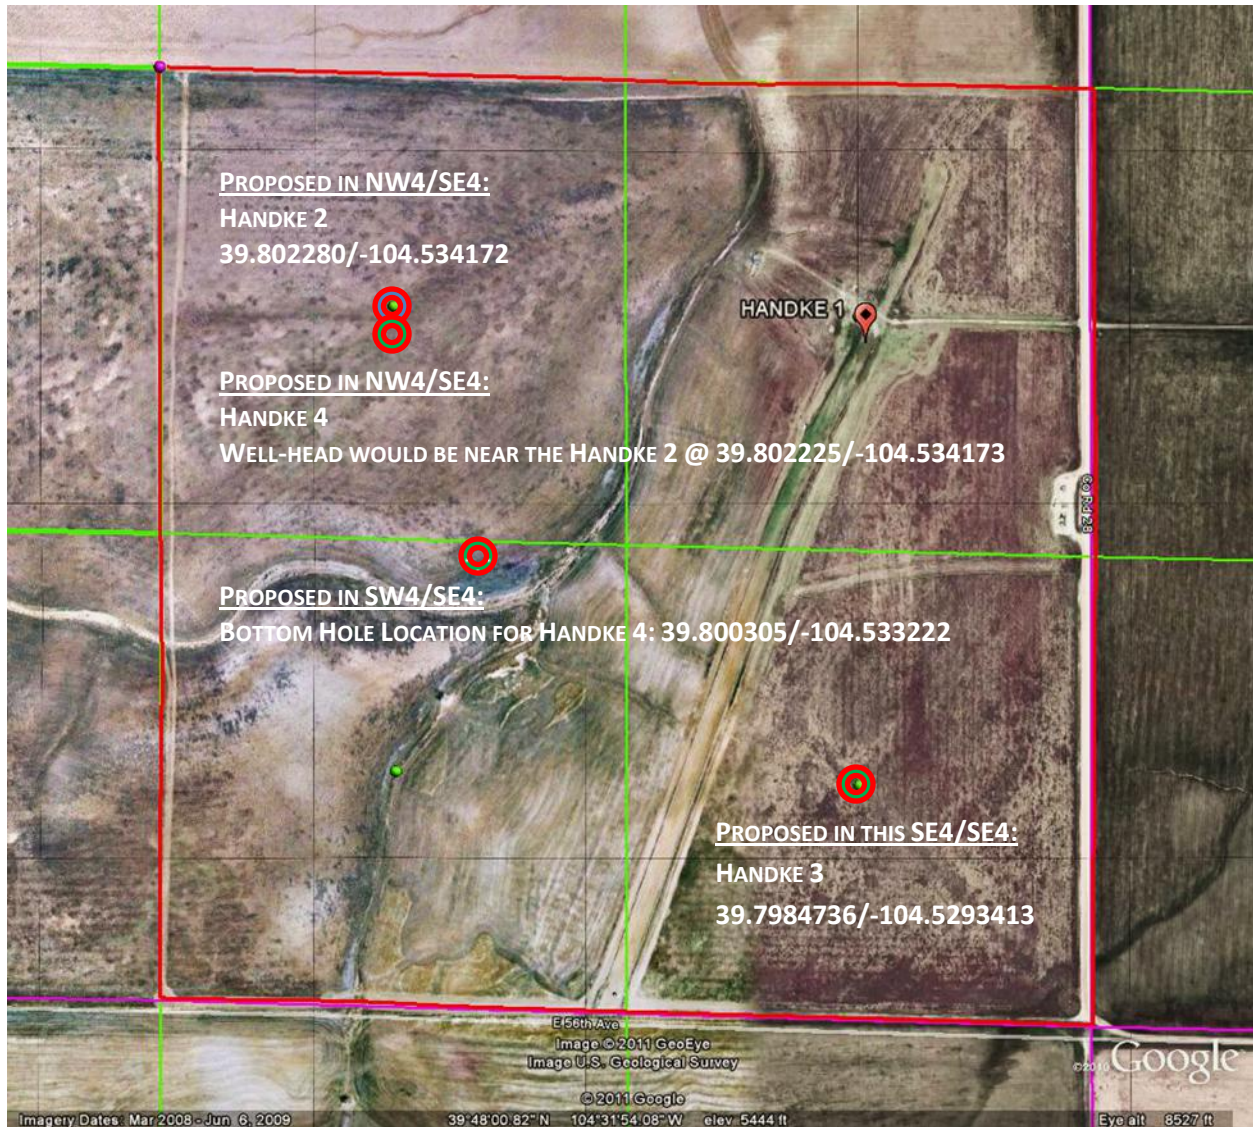 PROPOSED IN NW4/SE4:
HANDKE 2
39.802280/-104.534172
HANDKE 1
PROPOSED IN NW4/SE4:
HANDKE 4
WELL-HEAD WOULD BE NEAR THE HANDKE 2 @ 39.802225/-104.534173
Co Rd 28
PROPOSED IN SW4/SE4:
BOTTOM HOLE LOCATION FOR HANDKE 4: 39.800305/-104.533222
PROPOSED IN THIS SE4/SE4:
HANDKE 3
39.7984736/-104.5293413
E 56th Ave
Image © 2011 GeoEye
Image U.S. Geological Survey
© 2011 Google
©2010 Google
Imagery Dates: Mar 2008 - Jun 6, 2009 39°48'00.82" N 104°31'54.08" W elev 5444 ft Eye alt 8527 ft